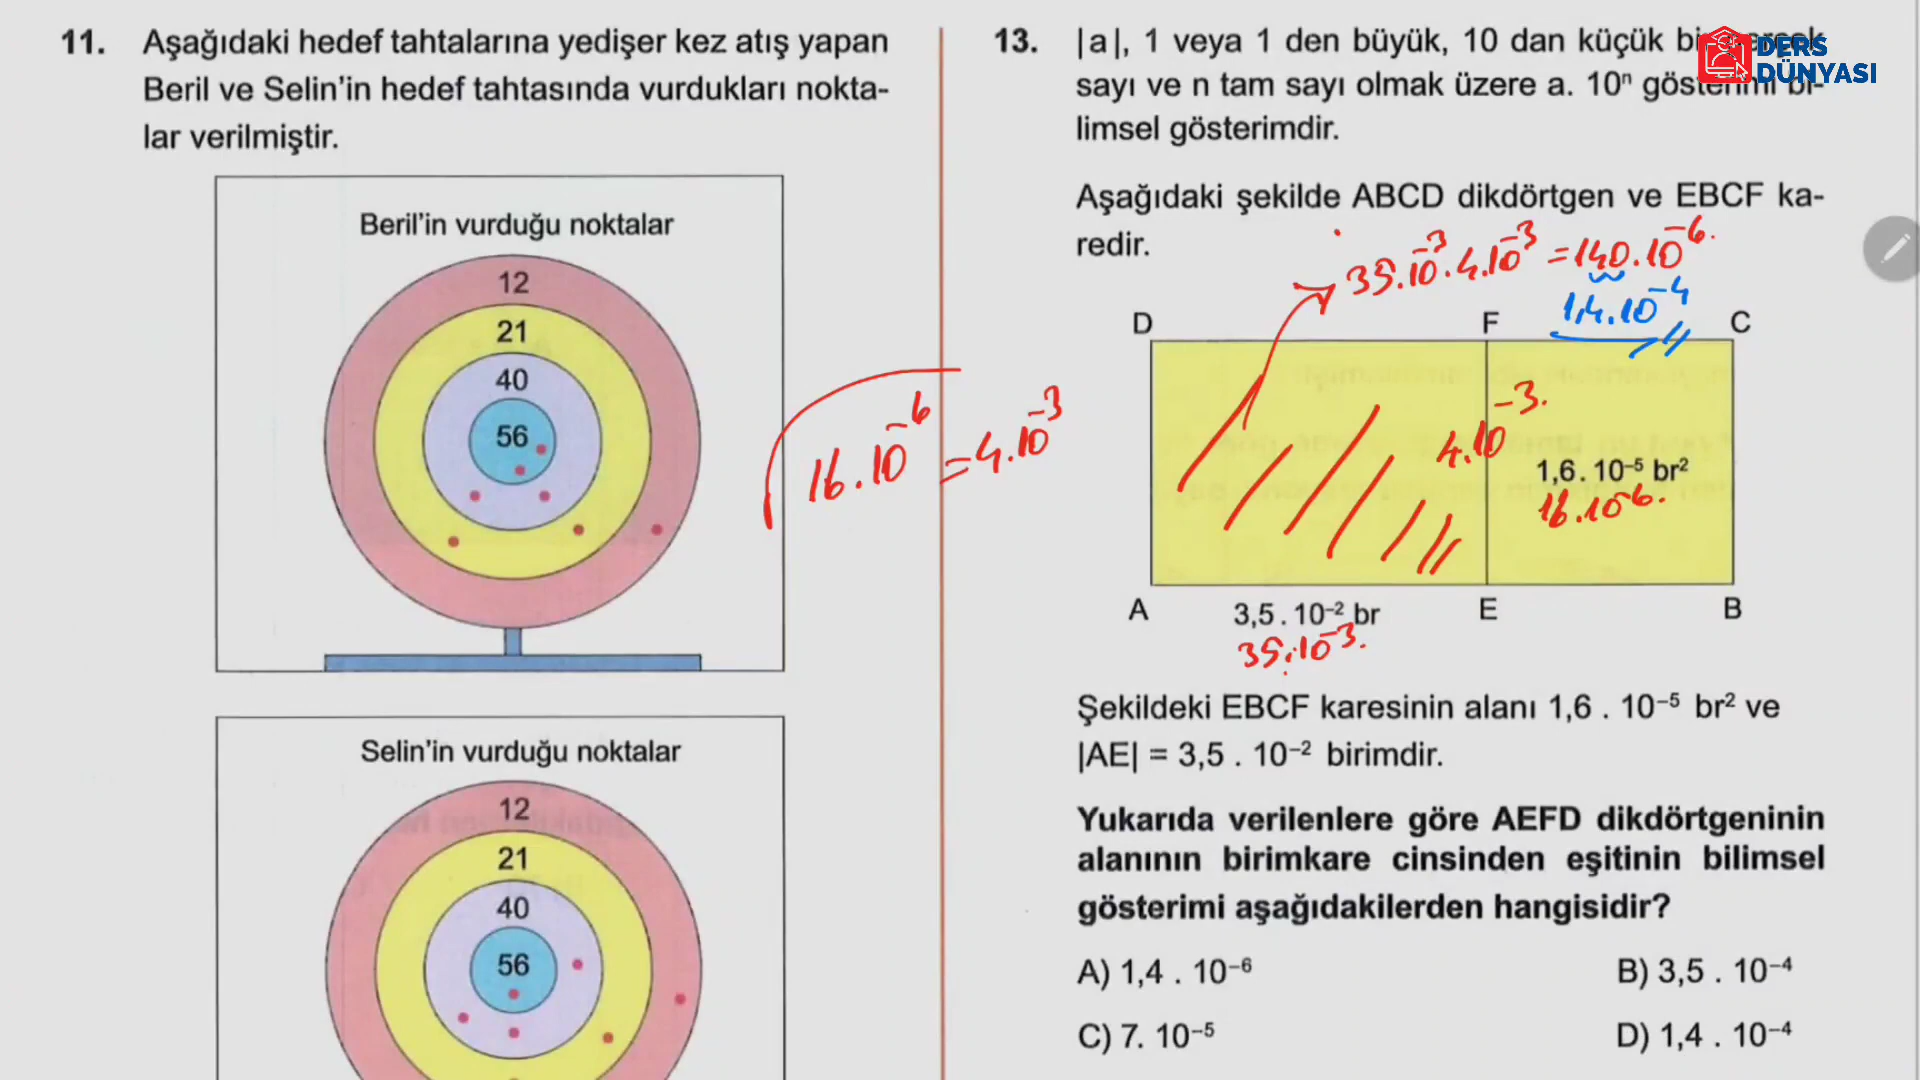 11. Aşağıdaki hedef tahtalarına yedişer kez atış yapan
Beril ve Selin'in hedef tahtasında vurdukları nokta-
lar verilmiştir.
Beril'in vurduğu noktalar
12
21
40
56
Selin'in vurduğu noktalar
12
21
40
56
16.10⁻⁶ = 4.10⁻³
DERS
DÜNYASI
13. |a|, 1 veya 1 den büyük, 10 dan küçük bir
sayı ve n tam sayı olmak üzere a. 10ⁿ gösterimi bi-
limsel gösterimdir.
Aşağıdaki şekilde ABCD dikdörtgen ve EBCF ka-
redir.
35.10⁻³.4.10⁻³ = 140.10⁻⁶.
1,4.10⁻⁴
D F C
4.10⁻³.
1,6. 10⁻⁵ br²
16.10⁻⁶.
A 3,5 . 10⁻² br E B
35.10⁻³.
Şekildeki EBCF karesinin alanı 1,6 . 10⁻⁵ br² ve
|AE| = 3,5 . 10⁻² birimdir.
Yukarıda verilenlere göre AEFD dikdörtgeninin
alanının birimkare cinsinden eşitinin bilimsel
gösterimi aşağıdakilerden hangisidir?
A) 1,4 . 10⁻⁶ B) 3,5 . 10⁻⁴
C) 7. 10⁻⁵ D) 1,4 . 10⁻⁴